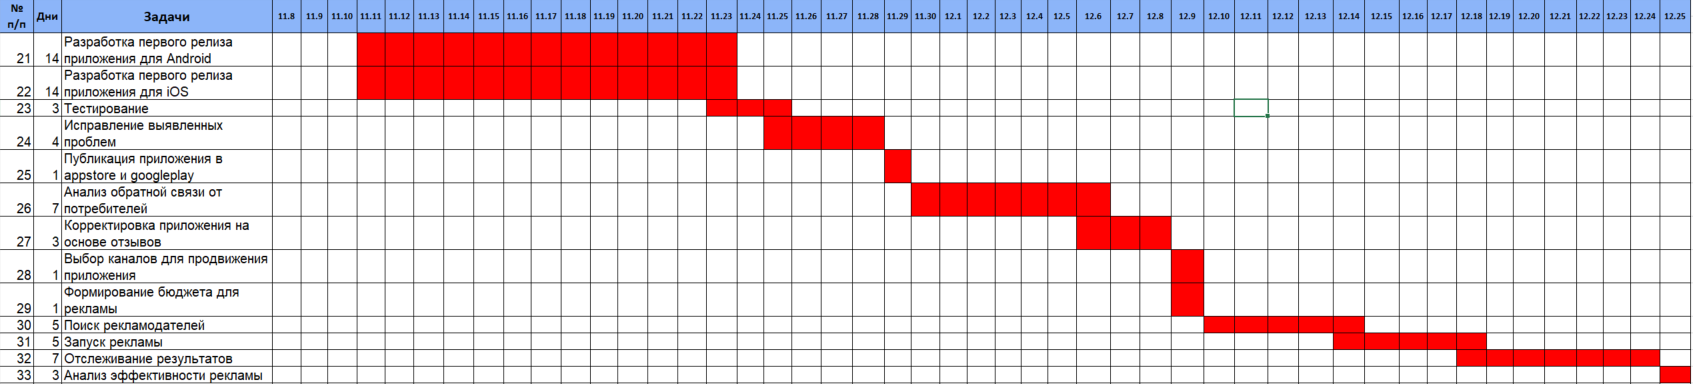 № п/п Дни Задачи 11.8 11.9 11.10 11.11 11.12 11.13 11.14 11.15 11.16 11.17 11.18 11.19 11.20 11.21 11.22 11.23 11.24 11.25 11.26 11.27 11.28 11.29 11.30 12.1 12.2 12.3 12.4 12.5 12.6 12.7 12.8 12.9 12.10 12.11 12.12 12.13 12.14 12.15 12.16 12.17 12.18 12.19 12.20 12.21 12.22 12.23 12.24 12.25
Разработка первого релиза
21 14 приложения для Android
Разработка первого релиза
22 14 приложения для iOS
23 3 Тестирование
Исправление выявленных
24 4 проблем
Публикация приложения в
25 1 appstore и googleplay
Анализ обратной связи от
26 7 потребителей
Корректировка приложения на
27 3 основе отзывов
Выбор каналов для продвижения
28 1 приложения
Формирование бюджета для
29 1 рекламы
30 5 Поиск рекламодателей
31 5 Запуск рекламы
32 7 Отслеживание результатов
33 3 Анализ эффективности рекламы